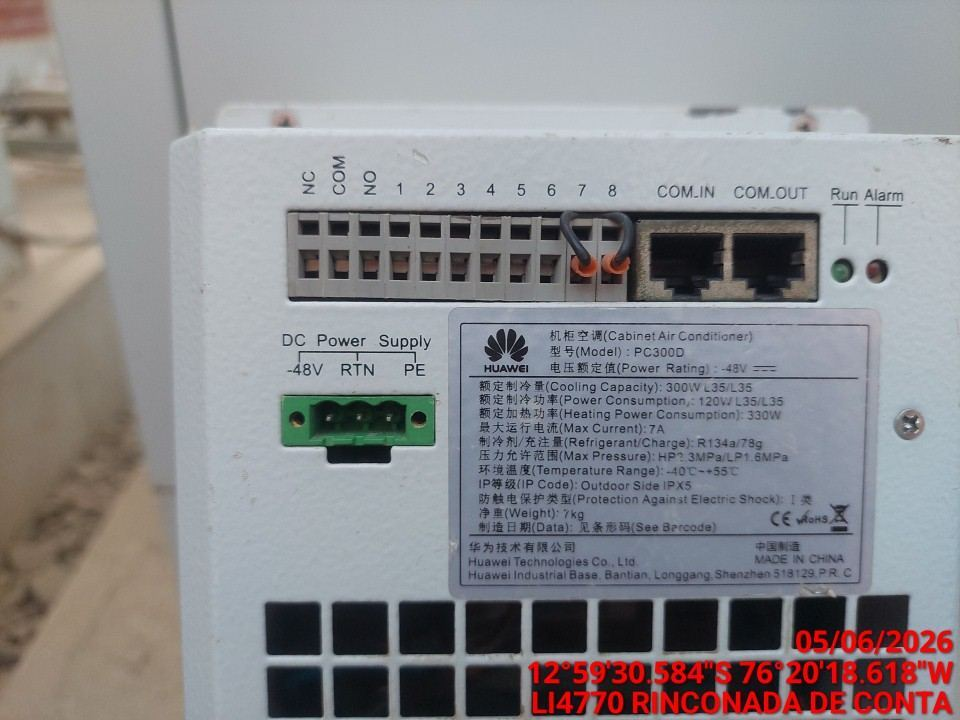 NC COM NO 1 2 3 4 5 6 7 8 COM_IN COM_OUT Run Alarm
DC Power Supply
-48V RTN PE
HUAWEI
机柜空调(Cabinet Air Conditioner)
型号(Model) : PC300D
电压额定值(Power Rating) : -48V
额定制冷量(Cooling Capacity): 300W L35/L35
额定制冷功率(Power Consumption): 120W L35/L35
额定加热功率(Heating Power Consumption): 330W
最大运行电流(Max Current): 7A
制冷剂/充注量(Refrigerant/Charge): R134a/78g
压力允许范围(Max Pressure): HP2.3MPa/LP1.6MPa
环境温度(Temperature Range): -40℃~+55℃
IP等级(IP Code): Outdoor Side IPX5
防触电保护类型(Protection Against Electric Shock): I 类
净重(Weight): kg
制造日期(Data): 见条形码(See Barcode)
CE RoHS
华为技术有限公司
Huawei Technologies Co., Ltd.
中国制造
MADE IN CHINA
Huawei Industrial Base, Bantian, Longgang, Shenzhen 518129, P.R. C
05/06/2026
12°59'30.584"S 76°20'18.618"W
LI4770 RINCONADA DE CONTA